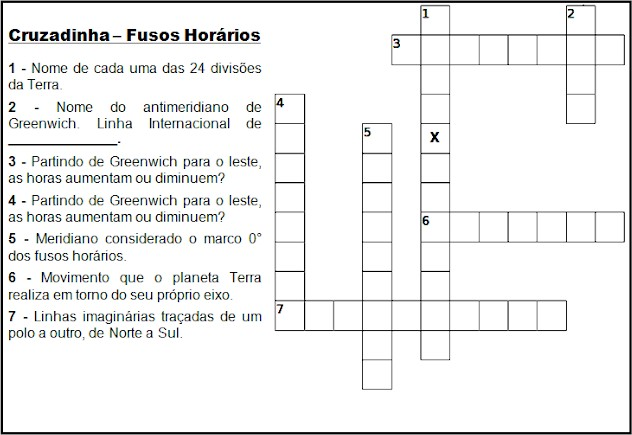 Cruzadinha – Fusos Horários
1 - Nome de cada uma das 24 divisões
da Terra.
2 - Nome do antimeridiano de
Greenwich. Linha Internacional de
______________.
3 - Partindo de Greenwich para o leste,
as horas aumentam ou diminuem?
4 - Partindo de Greenwich para o leste,
as horas aumentam ou diminuem?
5 - Meridiano considerado o marco 0°
dos fusos horários.
6 - Movimento que o planeta Terra
realiza em torno do seu próprio eixo.
7 - Linhas imaginárias traçadas de um
polo a outro, de Norte a Sul.
1
2
3
4
5
X
6
7